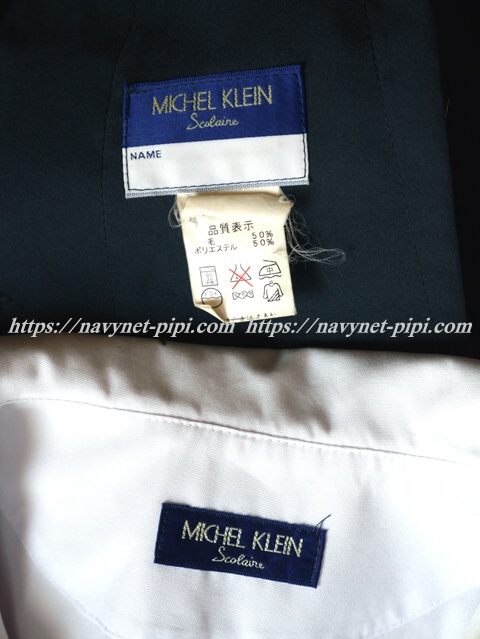 MICHEL KLEIN
Scolaire
NAME
品質表示
毛 50%
ポリエステル 50%
中
https://navynet-pipi.com https://navynet-pipi.com
MICHEL KLEIN
Scolaire